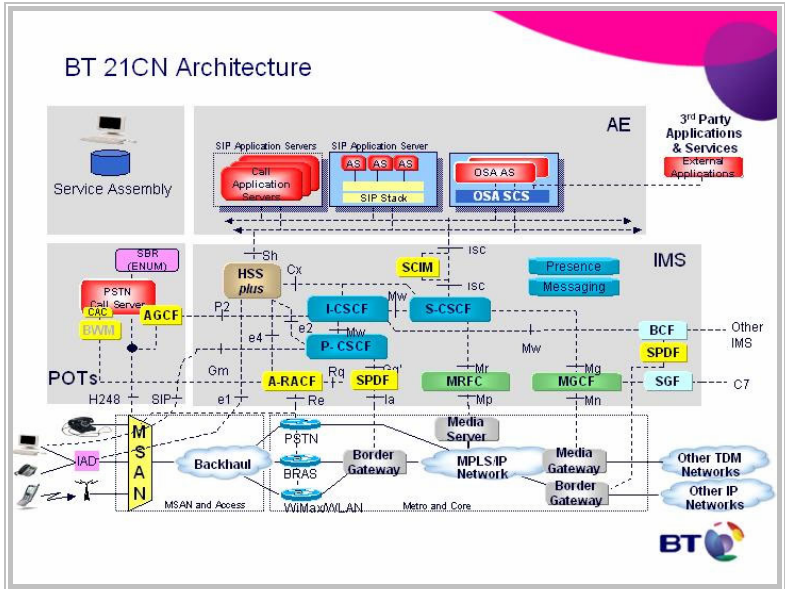 BT 21CN Architecture
AE
3rd Party
Applications
& Services
External
Applications
Service Assembly
SIP Application Servers
Call
Application
Servers
SIP Application Server
AS AS AS
SIP Stack
OSA AS
OSA SCS
SBR
(ENUM)
PSTN
Call Server
CAC
BWM
AGCF
POTs
IMS
Sh
ISC
HSS
plus
Cx
SCIM
ISC
Presence
Messaging
P2
I-CSCF
Mw
S-CSCF
e2
Mw
P-CSCF
e4
Mw
BCF
Other
IMS
SPDF
Gm
Rq
Gq'
Mr
Mg
A-RACF
SPDF
MRFC
MGCF
SGF
C7
H248
SIP
e1
Re
Ia
Mp
Mn
MSAN
IAD
Backhaul
PSTN
BRAS
WiMax/WLAN
Border
Gateway
Media
Server
MPLS/IP
Network
Media
Gateway
Border
Gateway
Other TDM
Networks
Other IP
Networks
MSAN and Access
Metro and Core
BT